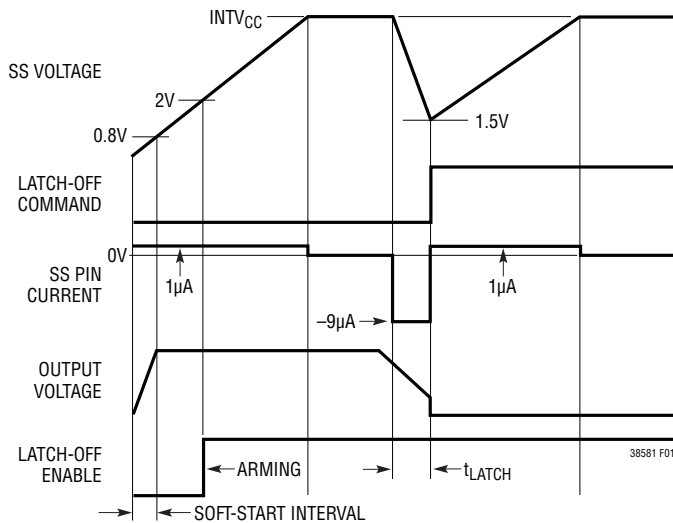 INTVCC
SS VOLTAGE
2V
0.8V
1.5V
LATCH-OFF
COMMAND
0V
SS PIN
CURRENT
1µA
1µA
–9µA
OUTPUT
VOLTAGE
LATCH-OFF
ENABLE
ARMING
tLATCH
38581 F01
SOFT-START INTERVAL